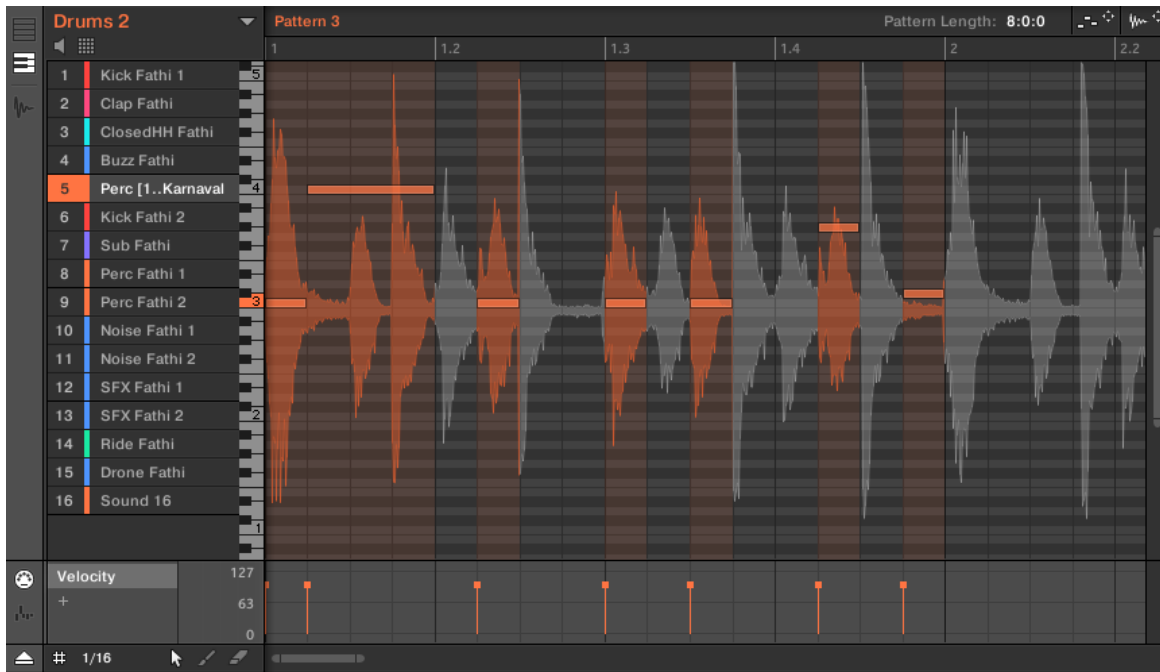 Drums 2
Pattern 3
Pattern Length: 8:0:0
1 1.2 1.3 1.4 2 2.2
1 Kick Fathi 1
2 Clap Fathi
3 ClosedHH Fathi
4 Buzz Fathi
5 Perc [1..Karnaval
6 Kick Fathi 2
7 Sub Fathi
8 Perc Fathi 1
9 Perc Fathi 2
10 Noise Fathi 1
11 Noise Fathi 2
12 SFX Fathi 1
13 SFX Fathi 2
14 Ride Fathi
15 Drone Fathi
16 Sound 16
5
4
3
2
1
Velocity
+
127
63
0
1/16